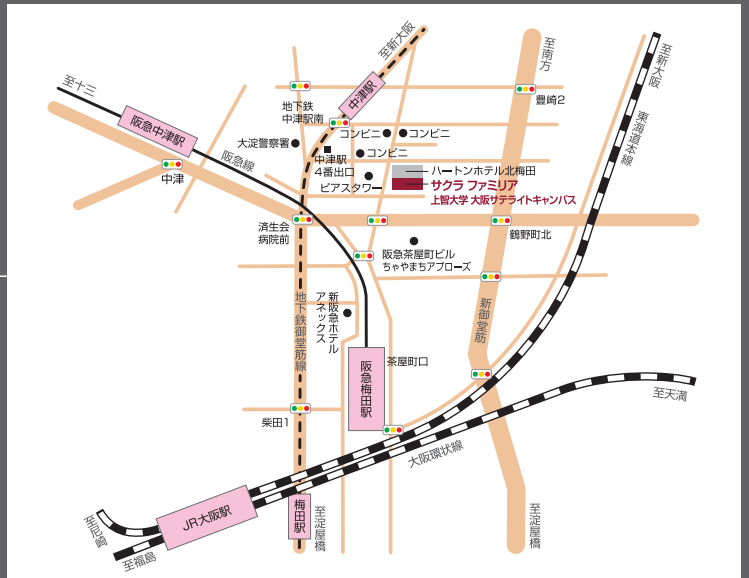 至新大阪
至南方
至新大阪
至十三
中津駅
豊崎2
地下鉄
中津駅南
阪急中津駅
東海道本線
コンビニ
コンビニ
大淀警察署
コンビニ
阪急線
中津駅
4番出口
中津
ハートンホテル北梅田
ピアスタワー
サクラ ファミリア
上智大学 大阪サテライトキャンパス
済生会
病院前
鶴野町北
阪急茶屋町ビル
ちゃやまちアプローズ
地下鉄御堂筋線
新阪急ホテル
アネックス
新御堂筋
茶屋町口
阪急梅田駅
至天満
柴田1
大阪環状線
JR大阪駅
梅田駅
至淀屋橋
至淀屋橋
至尼崎
至福島